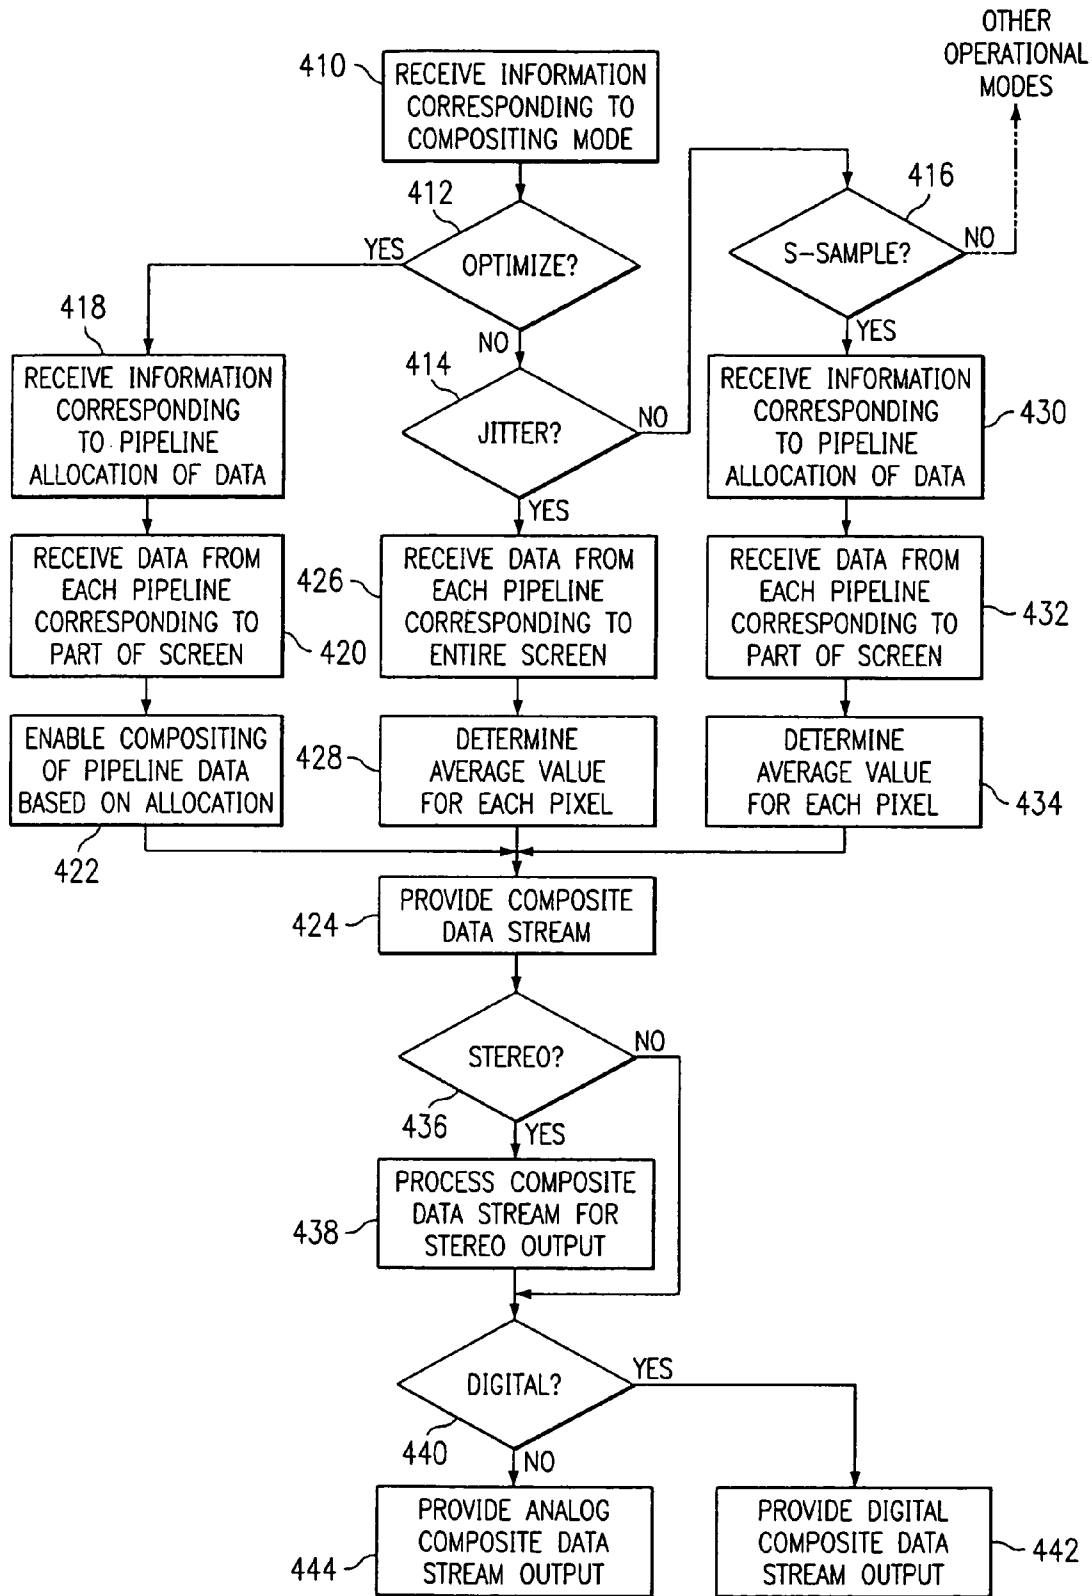 OTHER
OPERATIONAL
MODES
410
RECEIVE INFORMATION
CORRESPONDING TO
COMPOSITING MODE
412
YES
OPTIMIZE?
NO
416
S-SAMPLE?
NO
YES
418
RECEIVE INFORMATION
CORRESPONDING
TO PIPELINE
ALLOCATION OF DATA
414
JITTER?
NO
YES
RECEIVE INFORMATION
CORRESPONDING
TO PIPELINE
ALLOCATION OF DATA
430
RECEIVE DATA FROM
EACH PIPELINE
CORRESPONDING TO
PART OF SCREEN
420
426
RECEIVE DATA FROM
EACH PIPELINE
CORRESPONDING TO
ENTIRE SCREEN
RECEIVE DATA FROM
EACH PIPELINE
CORRESPONDING TO
PART OF SCREEN
432
ENABLE COMPOSITING
OF PIPELINE DATA
BASED ON ALLOCATION
422
428
DETERMINE
AVERAGE VALUE
FOR EACH PIXEL
DETERMINE
AVERAGE VALUE
FOR EACH PIXEL
434
424
PROVIDE COMPOSITE
DATA STREAM
STEREO?
NO
436
YES
PROCESS COMPOSITE
DATA STREAM FOR
STEREO OUTPUT
438
DIGITAL?
YES
440
NO
PROVIDE ANALOG
COMPOSITE DATA
STREAM OUTPUT
444
PROVIDE DIGITAL
COMPOSITE DATA
STREAM OUTPUT
442